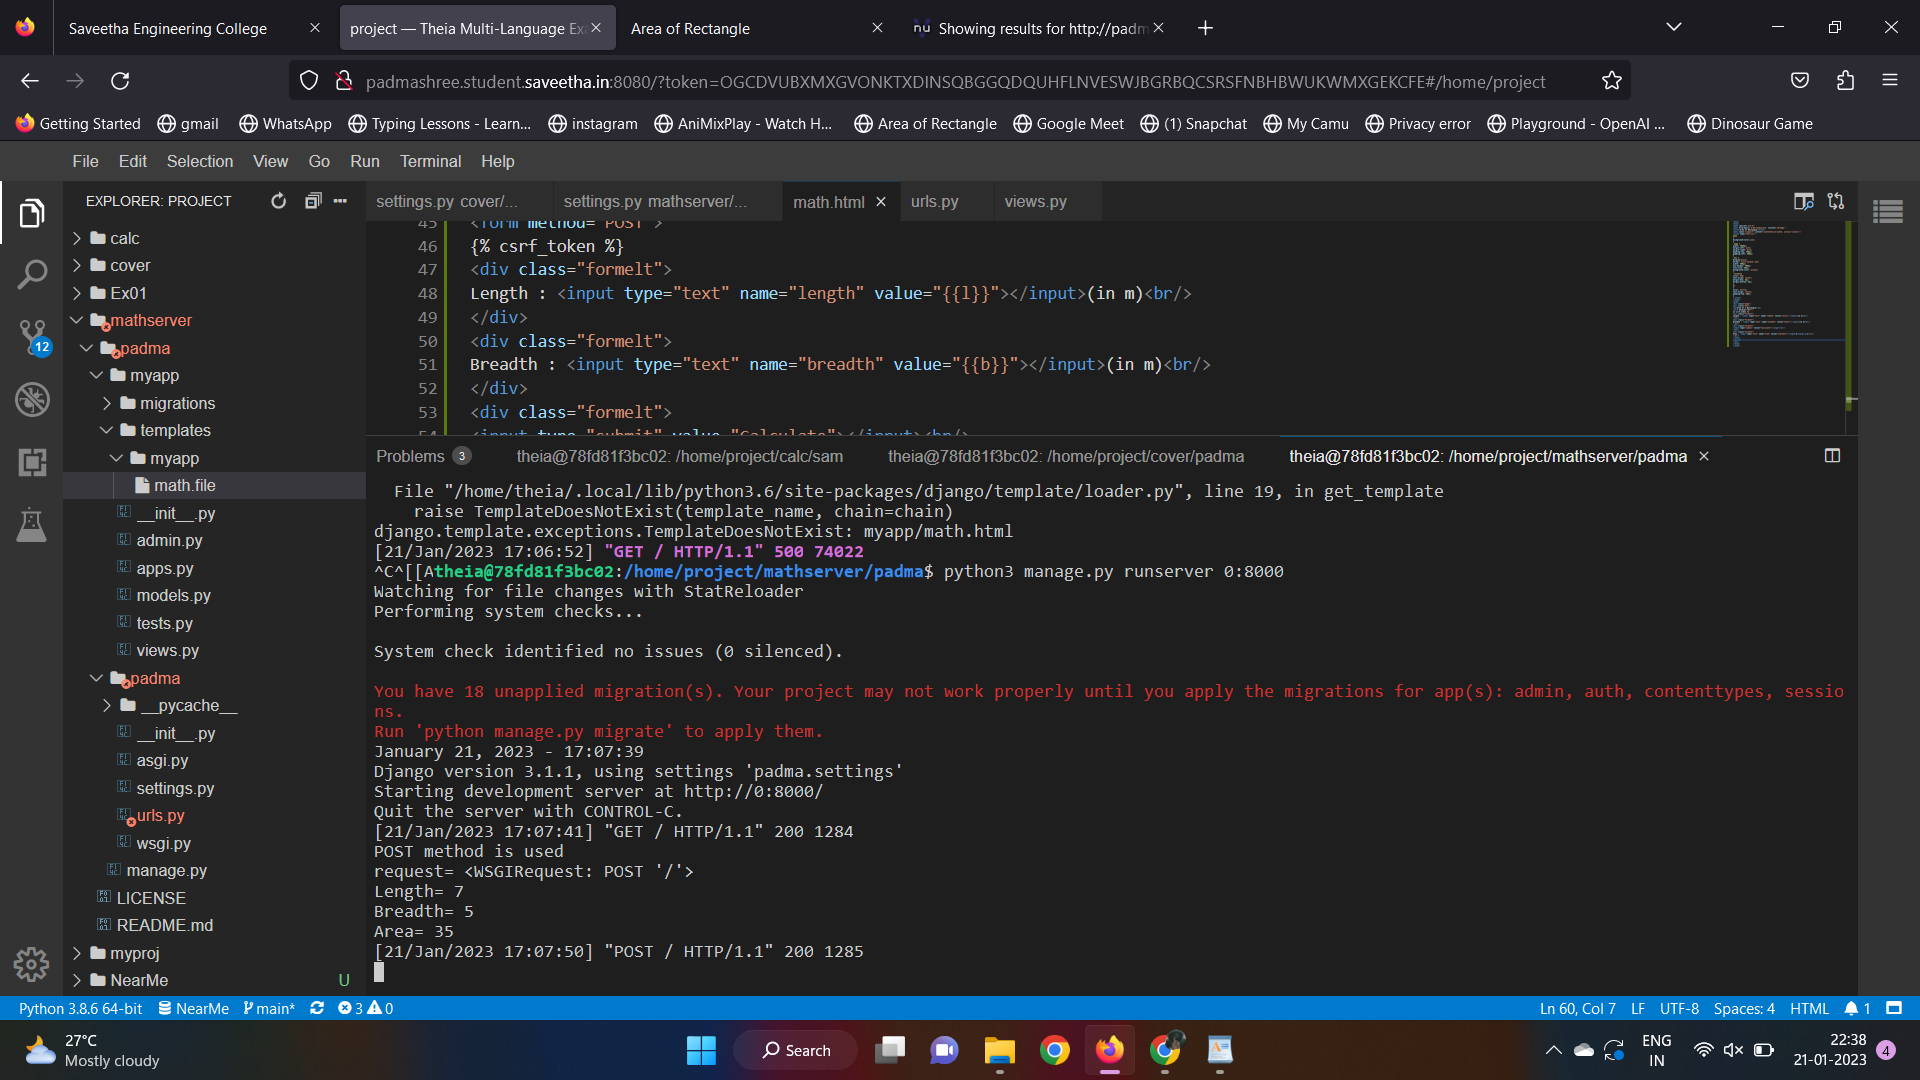 Saveetha Engineering College
project — Theia Multi-Language Ex
Area of Rectangle
Showing results for http://padm
padmashree.student.saveetha.in:8080/?token=OGCDVUBXMXGVONKTXDINSQBGGQDQUHFLNVESWJBGRBQCSRSFNBHBWUKWMXGEKCFE#/home/project
Getting Started
gmail
WhatsApp
Typing Lessons - Learn...
instagram
AniMixPlay - Watch H...
Area of Rectangle
Google Meet
(1) Snapchat
My Camu
Privacy error
Playground - OpenAI ...
Dinosaur Game
File Edit Selection View Go Run Terminal Help
EXPLORER: PROJECT
settings.py cover/...
settings.py mathserver/...
math.html
urls.py
views.py
calc
cover
Ex01
mathserver
padma
myapp
migrations
templates
myapp
math.file
__init__.py
admin.py
apps.py
models.py
tests.py
views.py
padma
__pycache__
__init__.py
asgi.py
settings.py
urls.py
wsgi.py
manage.py
LICENSE
README.md
myproj
NearMe U
12
45 <form method="POST">
46 {% csrf_token %}
47 <div class="formelt">
48 Length : <input type="text" name="length" value="{{l}}"></input>(in m)<br/>
49 </div>
50 <div class="formelt">
51 Breadth : <input type="text" name="breadth" value="{{b}}"></input>(in m)<br/>
52 </div>
53 <div class="formelt">
54 <input type="submit" value="Calculate"></input><br/>
Problems 3
theia@78fd81f3bc02: /home/project/calc/sam
theia@78fd81f3bc02: /home/project/cover/padma
theia@78fd81f3bc02: /home/project/mathserver/padma
File "/home/theia/.local/lib/python3.6/site-packages/django/template/loader.py", line 19, in get_template
raise TemplateDoesNotExist(template_name, chain=chain)
django.template.exceptions.TemplateDoesNotExist: myapp/math.html
[21/Jan/2023 17:06:52] "GET / HTTP/1.1" 500 74022
^C^[[Atheia@78fd81f3bc02:/home/project/mathserver/padma$ python3 manage.py runserver 0:8000
Watching for file changes with StatReloader
Performing system checks...
System check identified no issues (0 silenced).
You have 18 unapplied migration(s). Your project may not work properly until you apply the migrations for app(s): admin, auth, contenttypes, sessio
ns.
Run 'python manage.py migrate' to apply them.
January 21, 2023 - 17:07:39
Django version 3.1.1, using settings 'padma.settings'
Starting development server at http://0:8000/
Quit the server with CONTROL-C.
[21/Jan/2023 17:07:41] "GET / HTTP/1.1" 200 1284
POST method is used
request= <WSGIRequest: POST '/'>
Length= 7
Breadth= 5
Area= 35
[21/Jan/2023 17:07:50] "POST / HTTP/1.1" 200 1285
Python 3.8.6 64-bit NearMe main* 3 0
Ln 60, Col 7 LF UTF-8 Spaces: 4 HTML 1
27°C
Mostly cloudy
Search
ENG
IN
22:38
21-01-2023
4